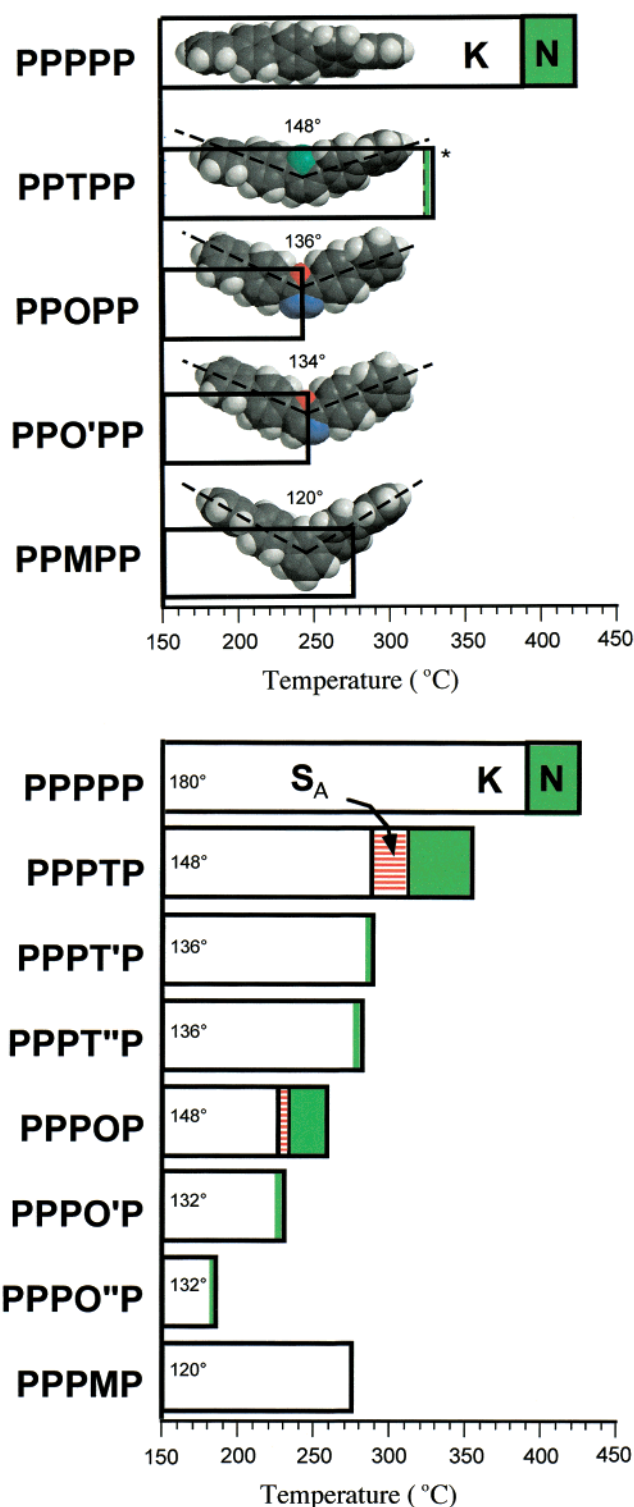 PPPPP K N
148°
PPTPP *
136°
PPOPP
134°
PPO'PP
120°
PPMPP
150 200 250 300 350 400 450
Temperature ( °C)
PPPPP 180° SA K N
PPPTP 148°
PPPT'P 136°
PPPT"P 136°
PPPOP 148°
PPPO'P 132°
PPPO"P 132°
PPPMP 120°
150 200 250 300 350 400 450
Temperature ( °C)